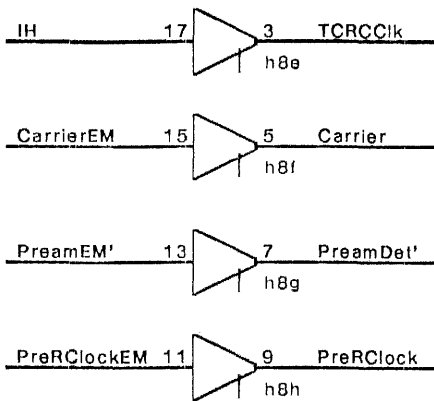 IH 17 3 TCRCClk
h8e
CarrierEM 15 5 Carrier
h8f
PreamEM' 13 7 PreamDet'
h8g
PreRClockEM 11 9 PreRClock
h8h